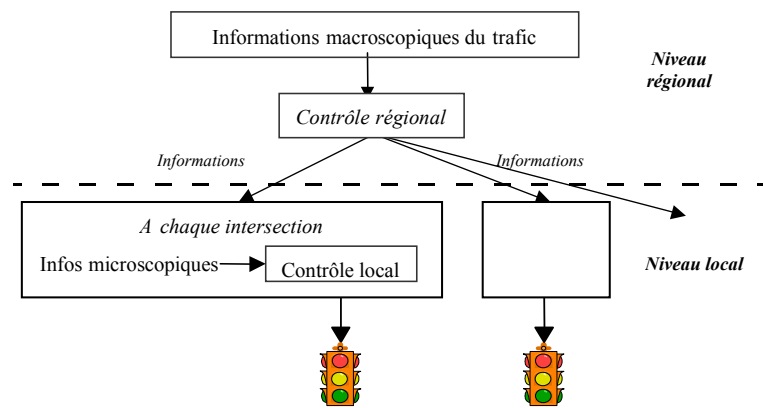 Informations macroscopiques du trafic
Niveau
régional
Contrôle régional
Informations
Informations
A chaque intersection
Infos microscopiques
Contrôle local
Niveau local